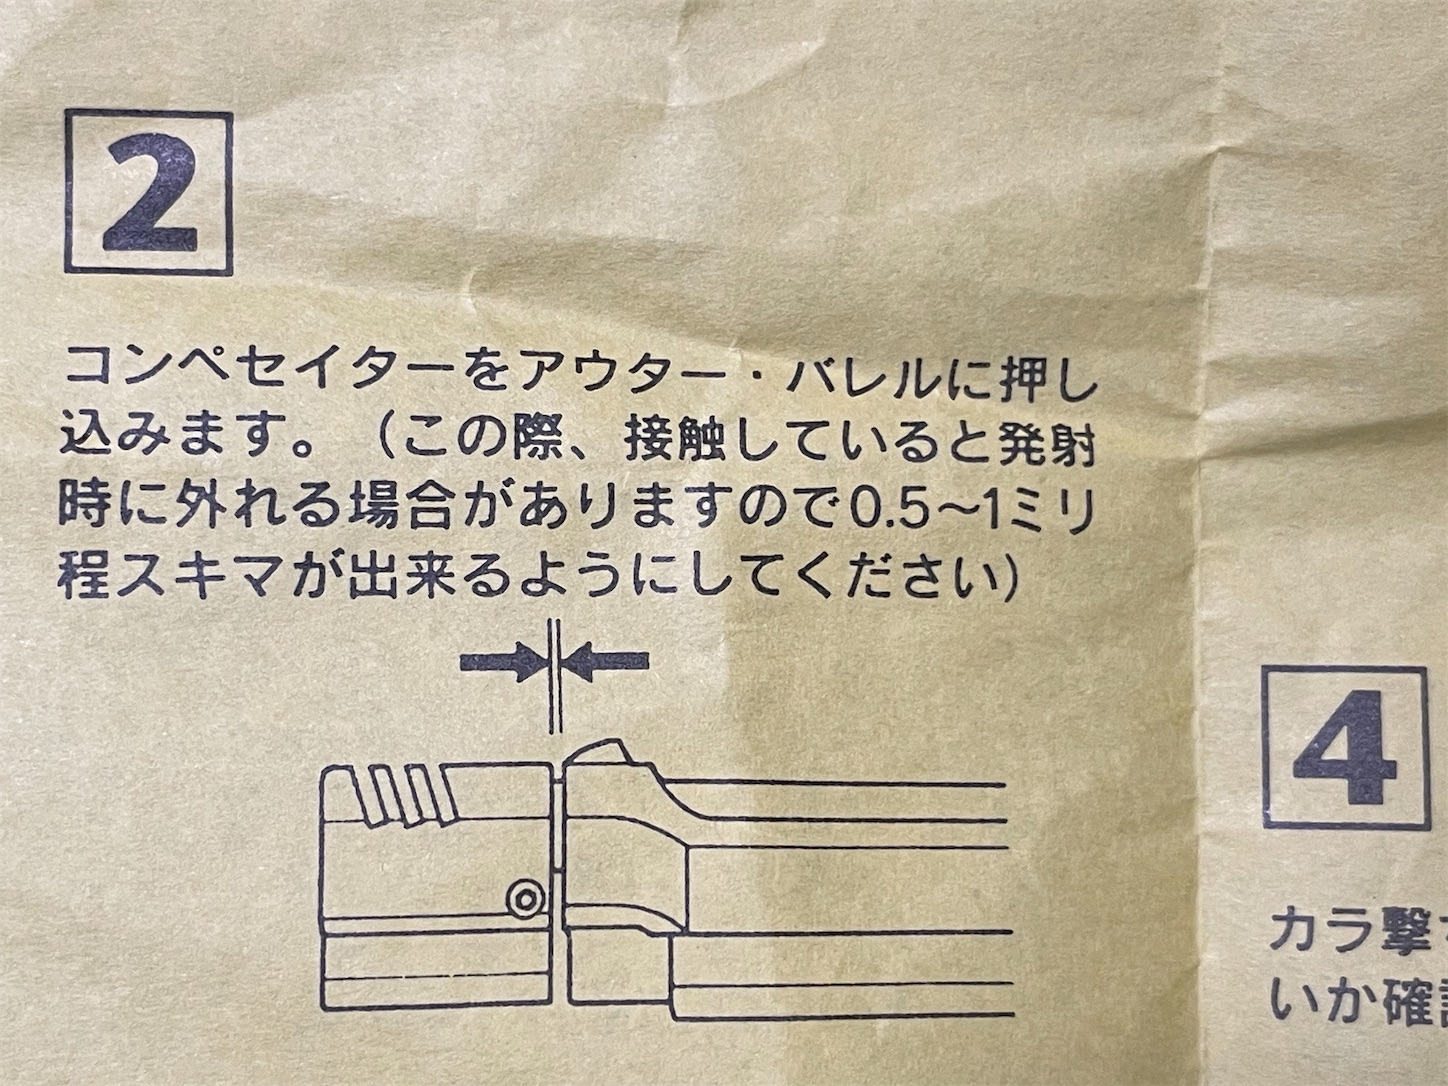 2
コンペセイターをアウター・バレルに押し
込みます。（この際、接触していると発射
時に外れる場合がありますので0.5～1ミリ
程スキマが出来るようにしてください）
4
カラ撃
いか確